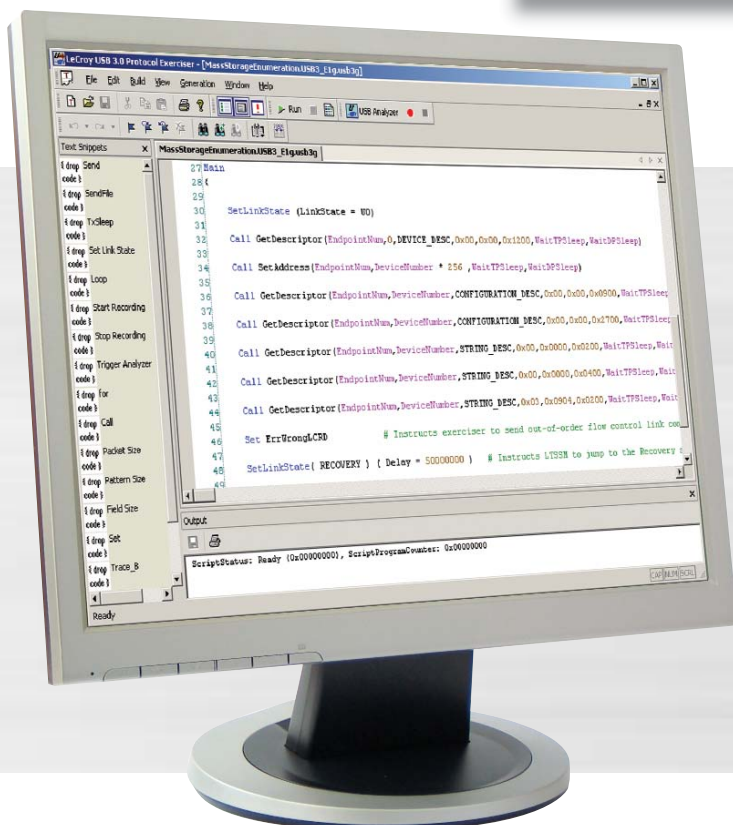 LeCroy USB 3.0 Protocol Exerciser - [MassStorageEnumeration.USB3_E1g.usb3g]
File Edit Build View Generation Window Help
Run USB Analyzer
Text Snippets x
MassStorageEnumeration.USB3_E1g.usb3g
{ drop Send
code }
{ drop SendFile
code }
{ drop TxSleep
code }
{ drop Set Link State
code }
{ drop Loop
code }
{ drop Start Recording
code }
{ drop Stop Recording
code }
{ drop Trigger Analyzer
code }
{ drop for
code }
{ drop Call
code }
{ drop Packet Size
code }
{ drop Pattern Size
code }
{ drop Field Size
code }
{ drop Set
code }
{ drop Trace_B
code }
27 Main
28 {
29
30 SetLinkState (LinkState = U0)
31
32 Call GetDescriptor(EndpointNum,0,DEVICE_DESC,0x00,0x00,0x1200,WaitTPSleep,WaitDPSleep)
33
34 Call SetAddress(EndpointNum,DeviceNumber * 256 ,WaitTPSleep,WaitDPSleep)
35
36 Call GetDescriptor(EndpointNum,DeviceNumber,CONFIGURATION_DESC,0x00,0x00,0x0900,WaitTPSleep
37
38 Call GetDescriptor(EndpointNum,DeviceNumber,CONFIGURATION_DESC,0x00,0x00,0x2700,WaitTPSleep
39
40 Call GetDescriptor(EndpointNum,DeviceNumber,STRING_DESC,0x00,0x0000,0x0200,WaitTPSleep,Wait
41
42 Call GetDescriptor(EndpointNum,DeviceNumber,STRING_DESC,0x00,0x0000,0x0400,WaitTPSleep,Wait
43
44 Call GetDescriptor(EndpointNum,DeviceNumber,STRING_DESC,0x03,0x0904,0x0200,WaitTPSleep,Wait
45
46 Set ErrWrongLCRD # Instructs exerciser to send out-of-order flow control link
47
48 SetLinkState( RECOVERY ) { Delay = 50000000 } # Instructs LTSSM to jump to the Recovery
49
Output
ScriptStatus: Ready (0x00000000), ScriptProgramCounter: 0x00000000
Ready
CAP NUM SCRL